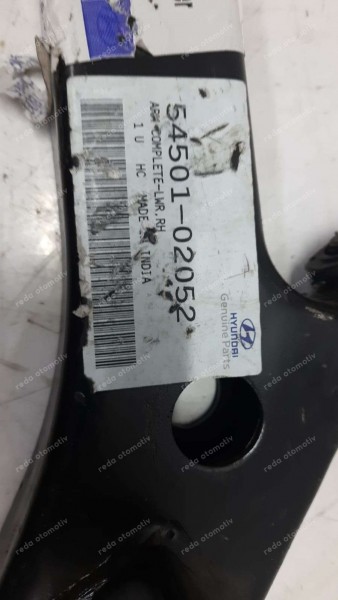 54501-02052
ARM COMPLETE-LWR,RH
1 U HC MADE IN INDIA
HYUNDAI
Genuine Parts
redo otomotiv